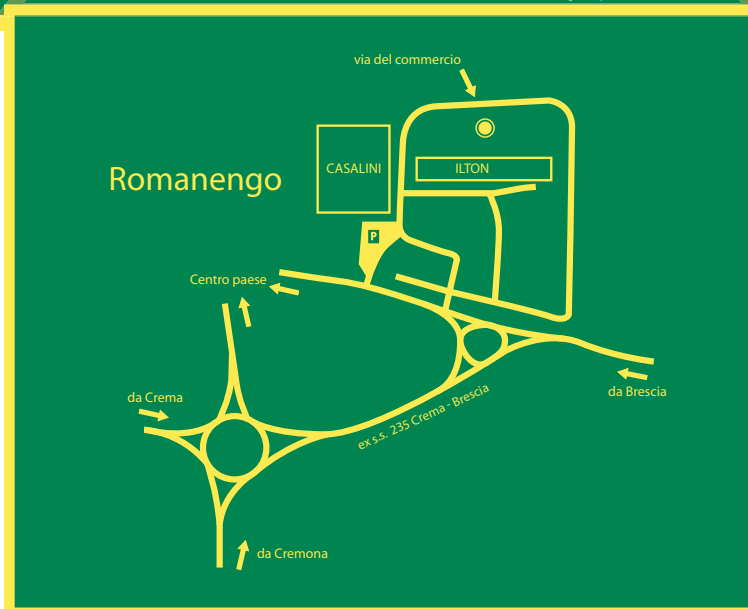 via del commercio
CASALINI
ILTON
Romanengo
P
Centro paese
da Crema
da Brescia
ex s.s. 235 Crema - Brescia
da Cremona